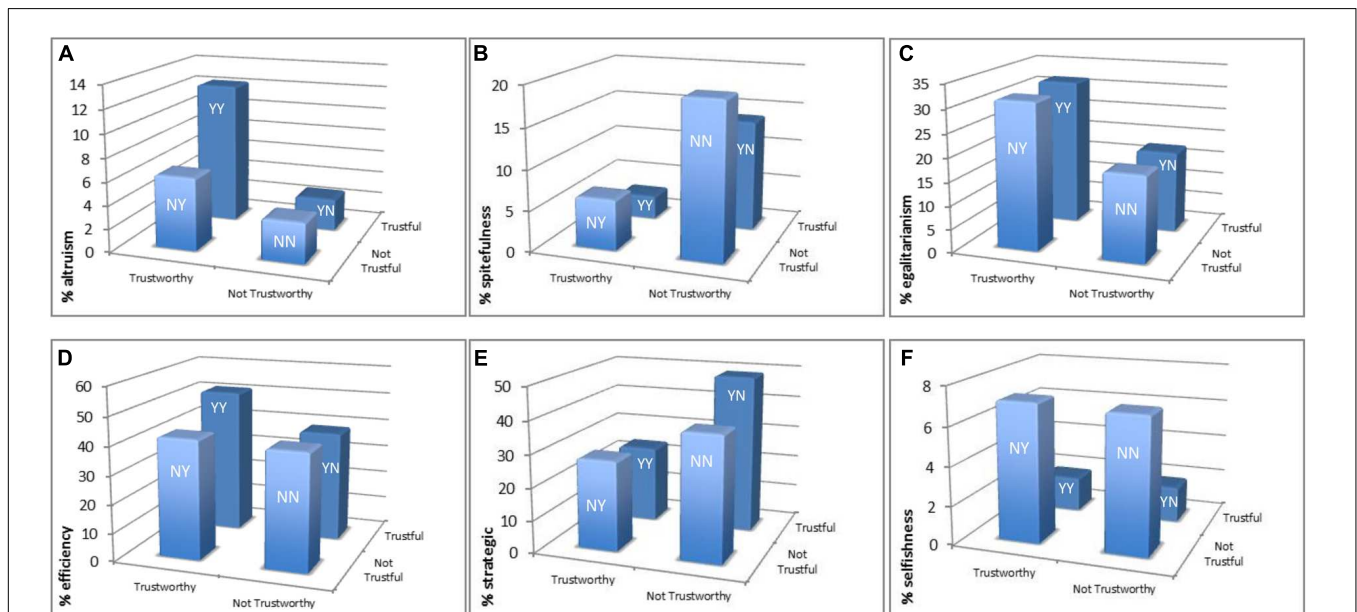 A
% altruism
14
12
10
8
6
4
2
0
YY
NY
YN
NN
Trustworthy
Not Trustworthy
Trustful
Not
Trustful
B
% spitefulness
20
15
10
5
0
NN
YN
NY
YY
Trustworthy
Not Trustworthy
Trustful
Not
Trustful
C
% egalitarianism
35
30
25
20
15
10
5
0
YY
NY
YN
NN
Trustworthy
Not Trustworthy
Trustful
Not
Trustful
D
% efficiency
60
50
40
30
20
10
0
YY
NY
YN
NN
Trustworthy
Not Trustworthy
Trustful
Not
Trustful
E
% strategic
50
40
30
20
10
0
YN
YY
NN
NY
Trustworthy
Not Trustworthy
Trustful
Not
Trustful
F
% selfishness
8
6
4
2
0
NY
NN
YY
YN
Trustworthy
Not Trustworthy
Trustful
Not
Trustful